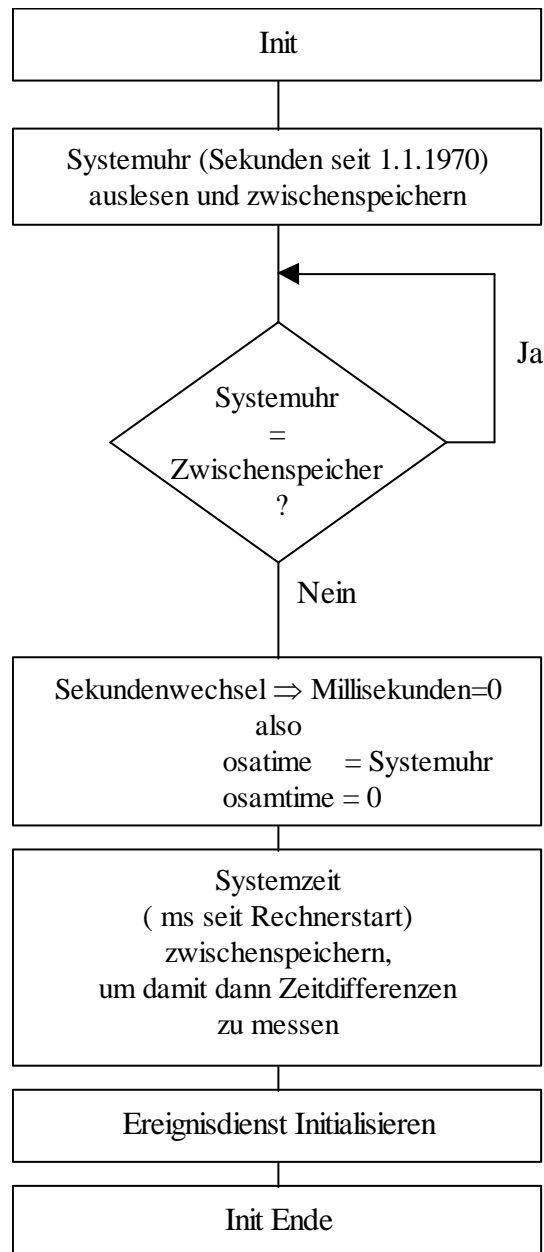 Init
Systemuhr (Sekunden seit 1.1.1970)
auslesen und zwischenspeichern
Ja
Systemuhr
=
Zwischenspeicher
?
Nein
Sekundenwechsel ⇒ Millisekunden=0
also
osatime = Systemuhr
osamtime = 0
Systemzeit
( ms seit Rechnerstart)
zwischenspeichern,
um damit dann Zeitdifferenzen
zu messen
Ereignisdienst Initialisieren
Init Ende